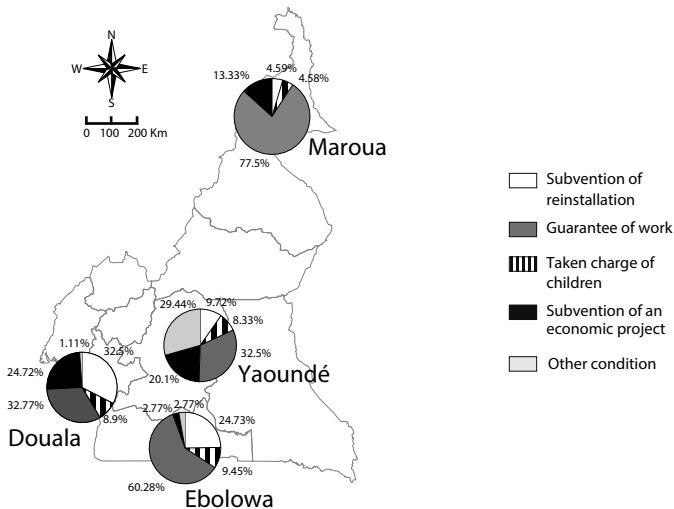 N
W E
S
0 100 200 Km
13.33% 4.59% 4.58%
77.5%
Maroua
Subvention of
reinstallation
Guarantee of work
Taken charge of
children
Subvention of an
economic project
Other condition
29.44% 9.72%
8.33%
32.5%
20.1%
Yaoundé
1.11% 32.5%
24.72%
32.77%
8.9%
Douala
2.77% 2.77%
24.73%
9.45%
60.28%
Ebolowa